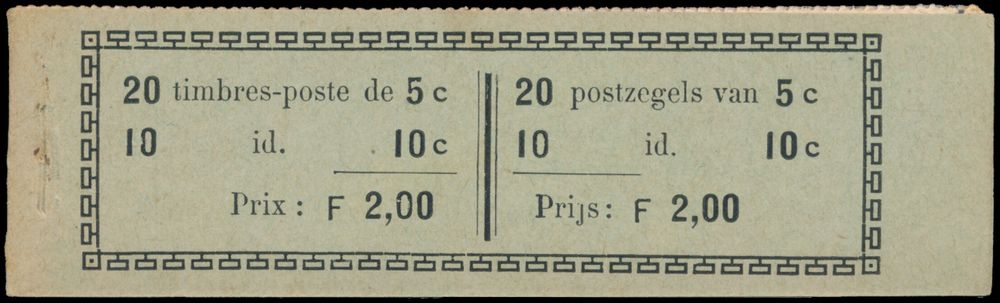 20 timbres-poste de 5 c
10 id. 10 c
Prix : F 2,00
20 postzegels van 5 c
10 id. 10 c
Prijs : F 2,00